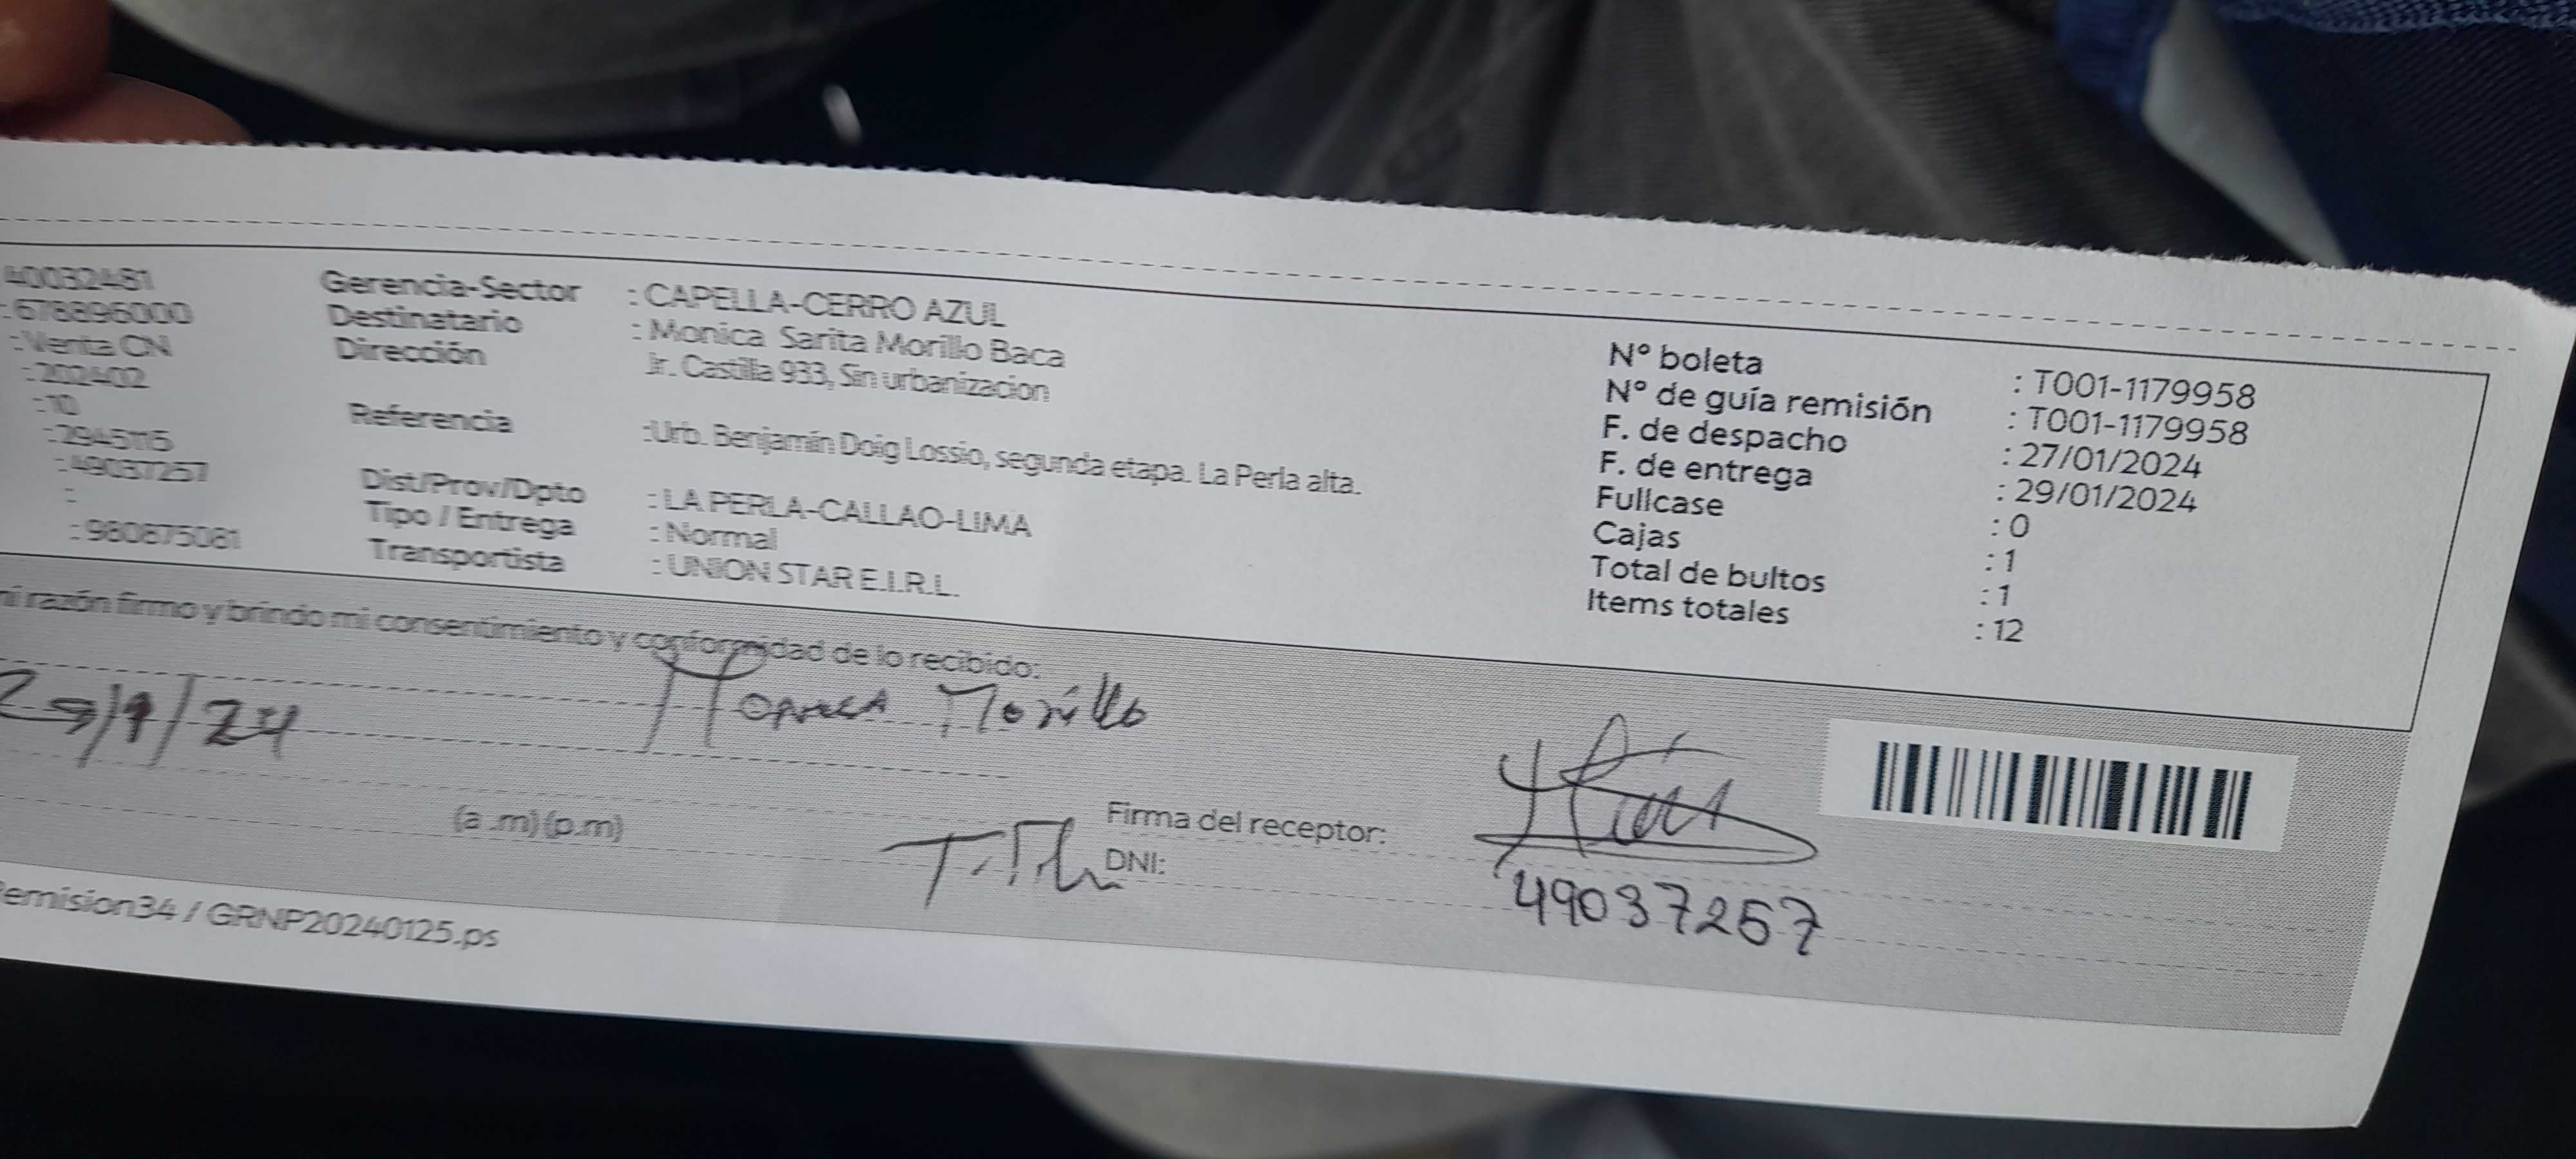 40032481
: 678896000
: Venta CN
: 202402
: 10
: 2945115
: 49037257
:
: 980875081
Gerencia-Sector : CAPELLA-CERRO AZUL
Destinatario : Monica Sarita Morillo Baca
Dirección Jr. Castilla 933, Sin urbanizacion
Referencia :Urb. Benjamín Doig Lossio, segunda etapa. La Perla alta.
Dist/Prov/Dpto : LA PERLA-CALLAO-LIMA
Tipo / Entrega : Normal
Transportista : UNION STAR E.I.R.L.
N° boleta : T001-1179958
N° de guía remisión : T001-1179958
F. de despacho : 27/01/2024
F. de entrega : 29/01/2024
Fullcase : 0
Cajas : 1
Total de bultos : 1
Items totales : 12
mi razón firmo y brindo mi consentimiento y conformidad de lo recibido:
29/1/24 Monica Morillo
(a .m) (p.m)
Firma del receptor:
DNI: 49037257
Remision34 / GRNP20240125.ps